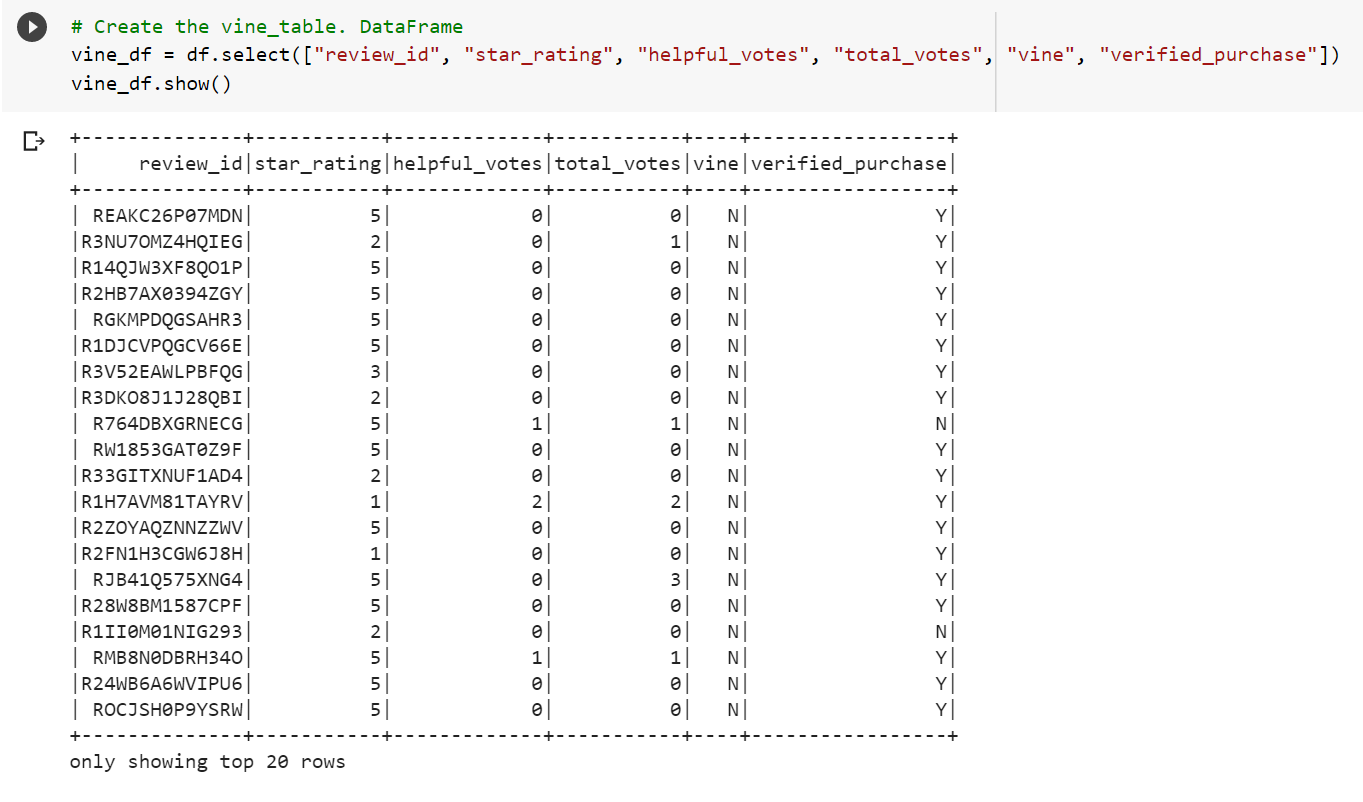 # Create the vine_table. DataFrame
vine_df = df.select(["review_id", "star_rating", "helpful_votes", "total_votes", "vine", "verified_purchase"])
vine_df.show()
+--------------+-----------+-------------+-----------+----+-----------------+
|     review_id|star_rating|helpful_votes|total_votes|vine|verified_purchase|
+--------------+-----------+-------------+-----------+----+-----------------+
| REAKC26P07MDN|          5|            0|          0|   N|                Y|
|R3NU7OMZ4HQIEG|          2|            0|          1|   N|                Y|
|R14QJW3XF8QO1P|          5|            0|          0|   N|                Y|
|R2HB7AX0394ZGY|          5|            0|          0|   N|                Y|
| RGKMPDQGSAHR3|          5|            0|          0|   N|                Y|
|R1DJCVPQGCV66E|          5|            0|          0|   N|                Y|
|R3V52EAWLPBFQG|          3|            0|          0|   N|                Y|
|R3DKO8J1J28QBI|          2|            0|          0|   N|                Y|
| R764DBXGRNECG|          5|            1|          1|   N|                N|
| RW1853GAT0Z9F|          5|            0|          0|   N|                Y|
|R33GITXNUF1AD4|          2|            0|          0|   N|                Y|
|R1H7AVM81TAYRV|          1|            2|          2|   N|                Y|
|R2ZOYAQZNNZZWV|          5|            0|          0|   N|                Y|
|R2FN1H3CGW6J8H|          1|            0|          0|   N|                Y|
| RJB41Q575XNG4|          5|            0|          3|   N|                Y|
|R28W8BM1587CPF|          5|            0|          0|   N|                Y|
|R1II0M01NIG293|          2|            0|          0|   N|                N|
| RMB8N0DBRH34O|          5|            1|          1|   N|                Y|
|R24WB6A6WVIPU6|          5|            0|          0|   N|                Y|
| ROCJSH0P9YSRW|          5|            0|          0|   N|                Y|
+--------------+-----------+-------------+-----------+----+-----------------+
only showing top 20 rows